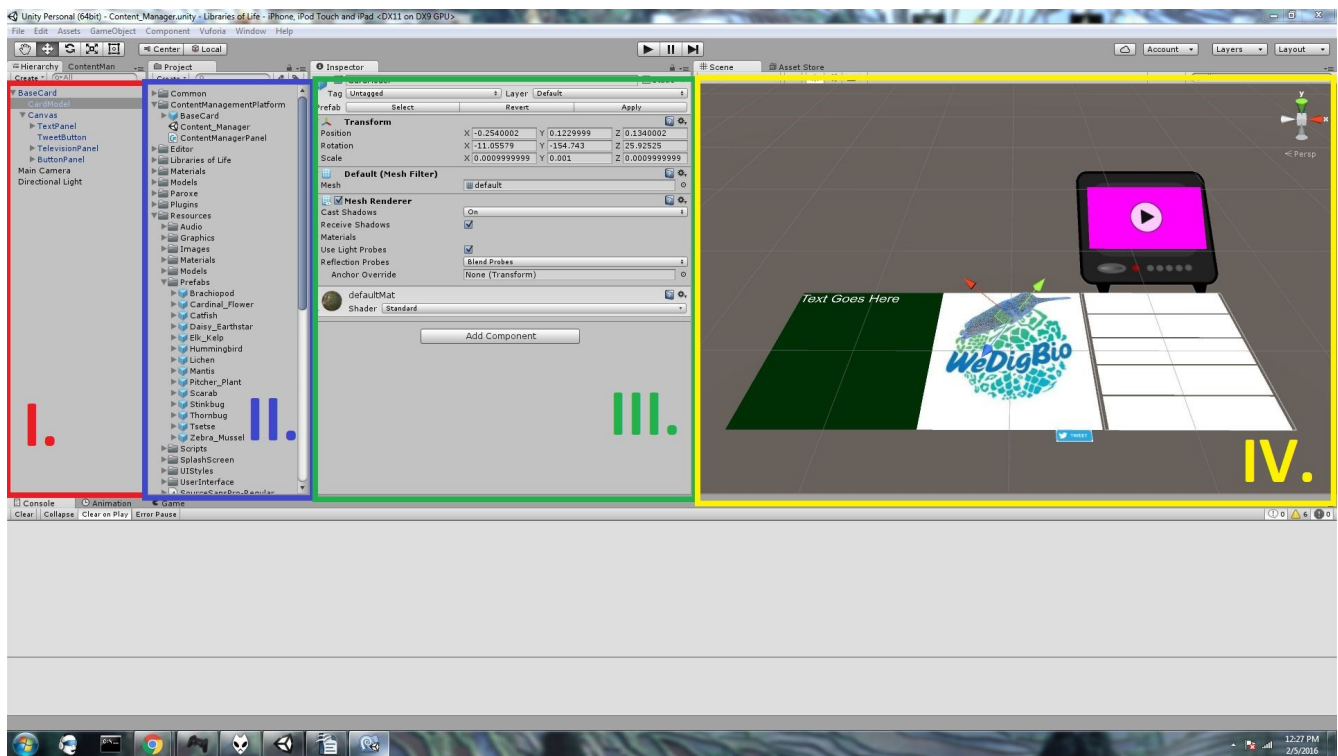 Unity Personal (64bit) - Content_Manager.unity - Libraries of Life - iPhone, iPod Touch and iPad <DX11 on DX9 GPU>
File Edit Assets GameObject Component Vuforia Window Help
Center Local Account Layers Layout
Hierarchy ContentMan
Create All
BaseCard
CardModel
Canvas
TextPanel
TweetButton
TelevisionPanel
ButtonPanel
Main Camera
Directional Light
I.
Project
Create
Common
ContentManagementPlatform
BaseCard
Content_Manager
ContentManagerPanel
Editor
Libraries of Life
Materials
Models
Paroxe
Plugins
Resources
Audio
Graphics
Images
Materials
Models
Prefabs
Brachiopod
Cardinal_Flower
Catfish
Daisy_Earthstar
Elk_Kelp
Hummingbird
Lichen
Mantis
Pitcher_Plant
Scarab
Stinkbug
Thornbug
Tsetse
Zebra_Mussel
Scripts
SplashScreen
UIStyles
UserInterface
SourceSansPro-Regular
II.
Inspector
Tag Untagged Layer Default
Prefab Select Revert Apply
Transform
Position X -0.2540002 Y 0.1229999 Z 0.1340002
Rotation X -11.05579 Y -154.743 Z 25.92525
Scale X 0.0009999999 Y 0.001 Z 0.0009999999
Default (Mesh Filter)
Mesh default
Mesh Renderer
Cast Shadows On
Receive Shadows
Materials
Use Light Probes
Reflection Probes Blend Probes
Anchor Override None (Transform)
defaultMat
Shader Standard
Add Component
III.
Scene Asset Store
y
x
Persp
Text Goes Here
WeDigBio
TWEET
IV.
Console Animation Game
Clear Collapse Clear on Play Error Pause 0 6 0
12:27 PM
2/5/2016